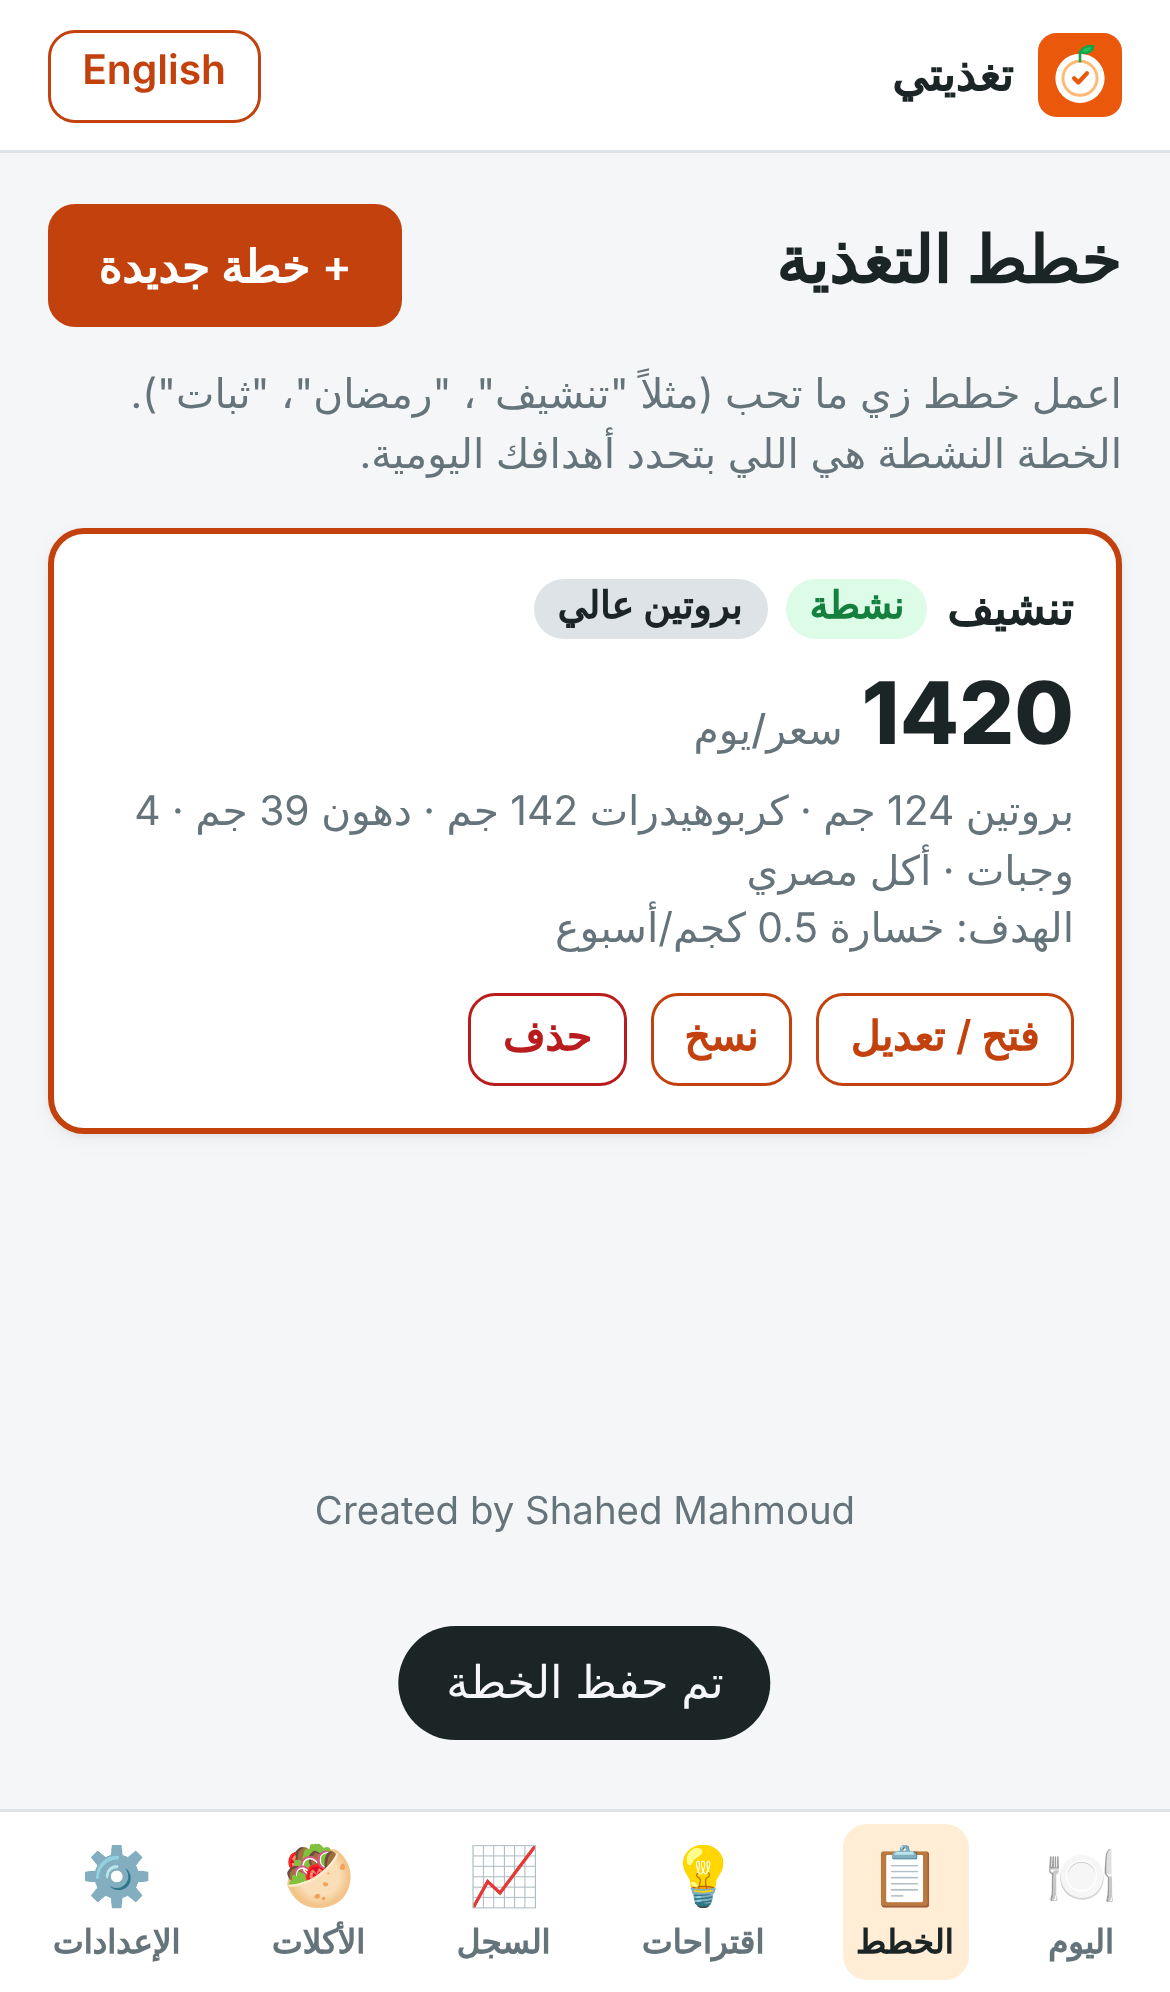 تغذيتي
English
خطط التغذية
+ خطة جديدة
اعمل خطط زي ما تحب (مثلاً "تنشيف"، "رمضان"، "ثبات").
الخطة النشطة هي اللي بتحدد أهدافك اليومية.
تنشيف نشطة بروتين عالي
1420 سعر/يوم
بروتين 124 جم · كربوهيدرات 142 جم · دهون 39 جم · 4
وجبات · أكل مصري
الهدف: خسارة 0.5 كجم/أسبوع
فتح / تعديل
نسخ
حذف
Created by Shahed Mahmoud
تم حفظ الخطة
اليوم
الخطط
اقتراحات
السجل
الأكلات
الإعدادات